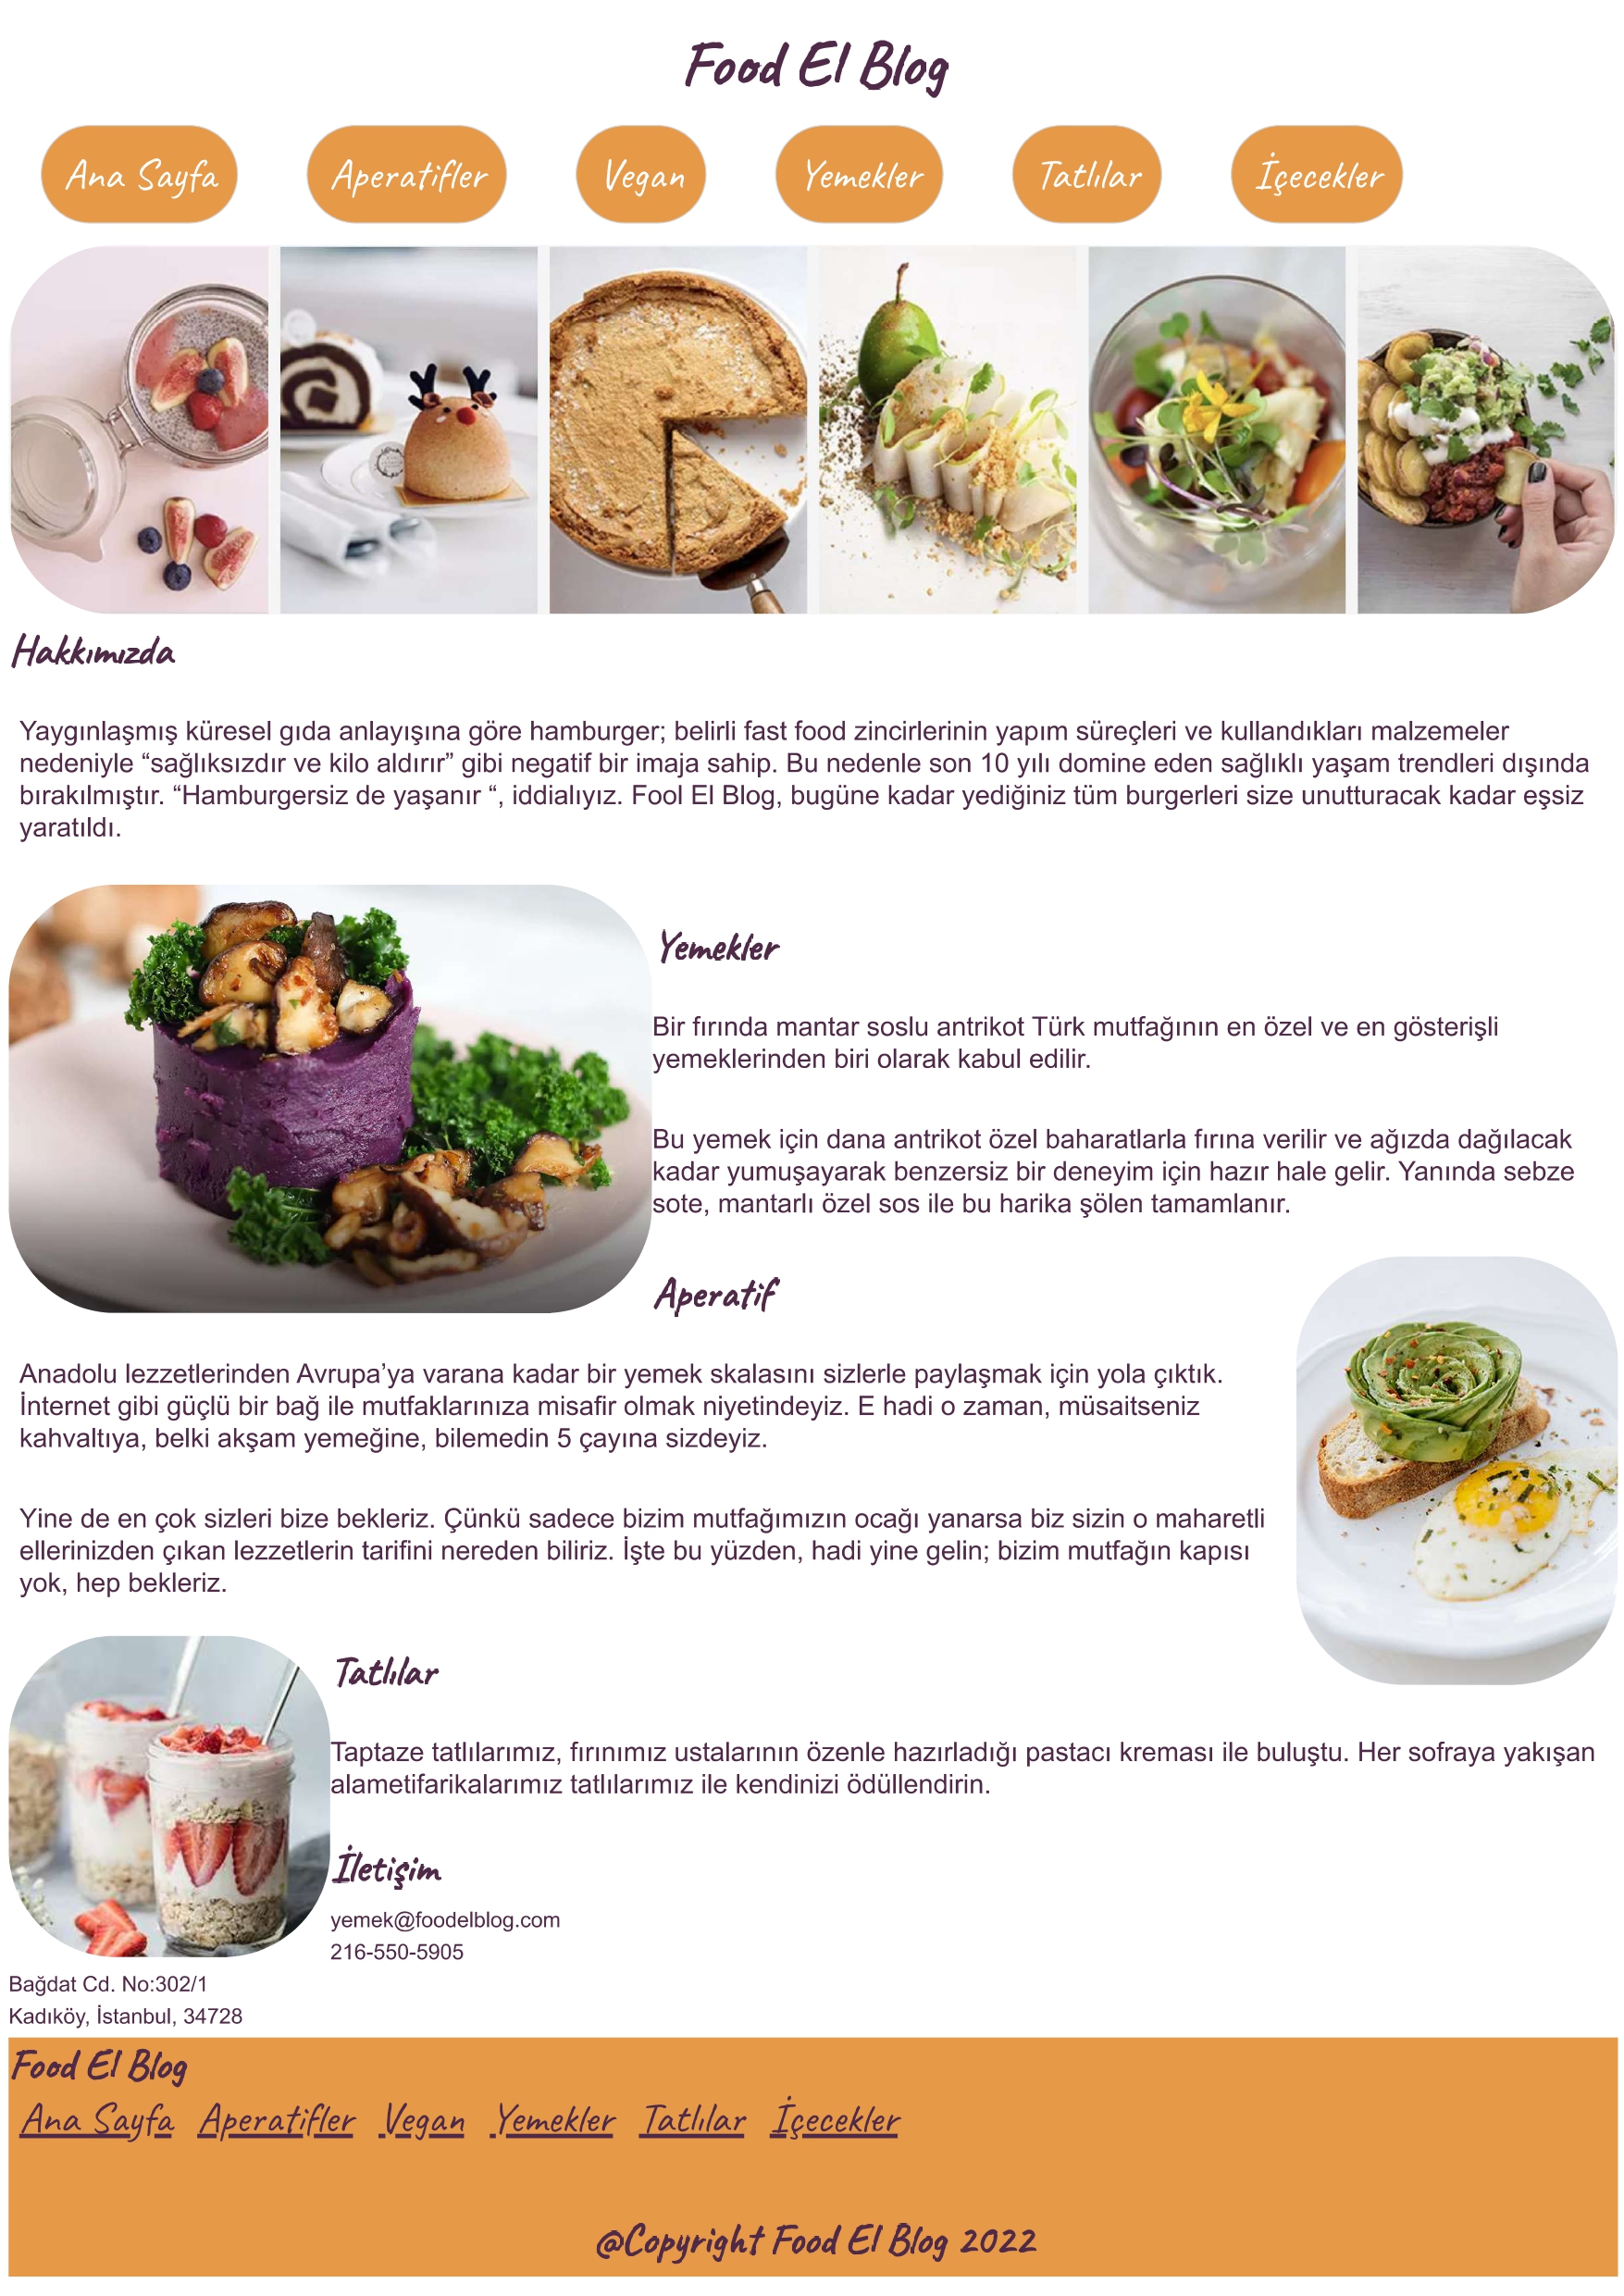 Food El Blog
Ana Sayfa
Aperatifler
Vegan
Yemekler
Tatlılar
İçecekler
Hakkımızda
Yaygınlaşmış küresel gıda anlayışına göre hamburger; belirli fast food zincirlerinin yapım süreçleri ve kullandıkları malzemeler
nedeniyle “sağlıksızdır ve kilo aldırır” gibi negatif bir imaja sahip. Bu nedenle son 10 yılı domine eden sağlıklı yaşam trendleri dışında
bırakılmıştır. “Hamburgersiz de yaşanır “, iddialıyız. Fool El Blog, bugüne kadar yediğiniz tüm burgerleri size unutturacak kadar eşsiz
yaratıldı.
Yemekler
Bir fırında mantar soslu antrikot Türk mutfağının en özel ve en gösterişli
yemeklerinden biri olarak kabul edilir.
Bu yemek için dana antrikot özel baharatlarla fırına verilir ve ağızda dağılacak
kadar yumuşayarak benzersiz bir deneyim için hazır hale gelir. Yanında sebze
sote, mantarlı özel sos ile bu harika şölen tamamlanır.
Aperatif
Anadolu lezzetlerinden Avrupa’ya varana kadar bir yemek skalasını sizlerle paylaşmak için yola çıktık.
İnternet gibi güçlü bir bağ ile mutfaklarınıza misafir olmak niyetindeyiz. E hadi o zaman, müsaitseniz
kahvaltıya, belki akşam yemeğine, bilemedin 5 çayına sizdeyiz.
Yine de en çok sizleri bize bekleriz. Çünkü sadece bizim mutfağımızın ocağı yanarsa biz sizin o maharetli
ellerinizden çıkan lezzetlerin tarifini nereden biliriz. İşte bu yüzden, hadi yine gelin; bizim mutfağın kapısı
yok, hep bekleriz.
Tatlılar
Taptaze tatlılarımız, fırınımız ustalarının özenle hazırladığı pastacı kreması ile buluştu. Her sofraya yakışan
alametifarikalarımız tatlılarımız ile kendinizi ödüllendirin.
İletişim
yemek@foodelblog.com
216-550-5905
Bağdat Cd. No:302/1
Kadıköy, İstanbul, 34728
Food El Blog
Ana Sayfa Aperatifler Vegan Yemekler Tatlılar İçecekler
@Copyright Food El Blog 2022